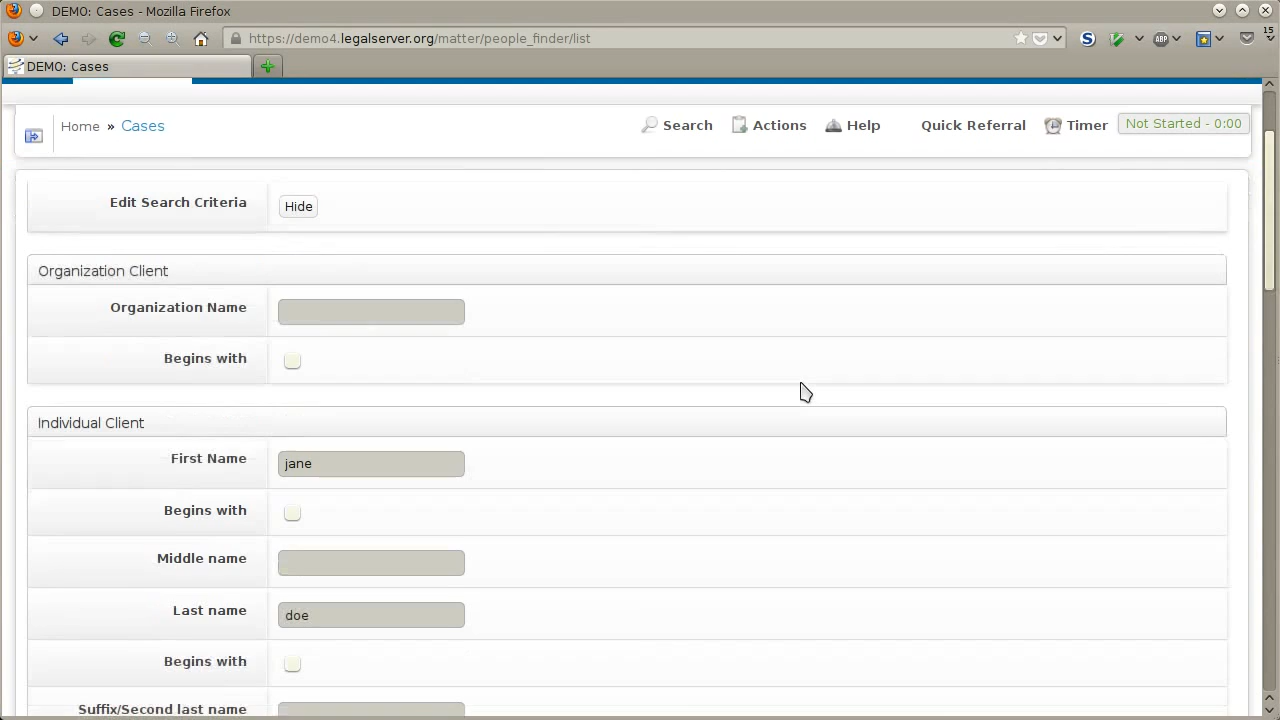 DEMO: Cases - Mozilla Firefox
https://demo4.legalserver.org/matter/people_finder/list
S
ABP
15
DEMO: Cases
Home » Cases
Search
Actions
Help
Quick Referral
Timer
Not Started - 0:00
Edit Search Criteria
Hide
Organization Client
Organization Name
Begins with
Individual Client
First Name
jane
Begins with
Middle name
Last name
doe
Begins with
Suffix/Second last name